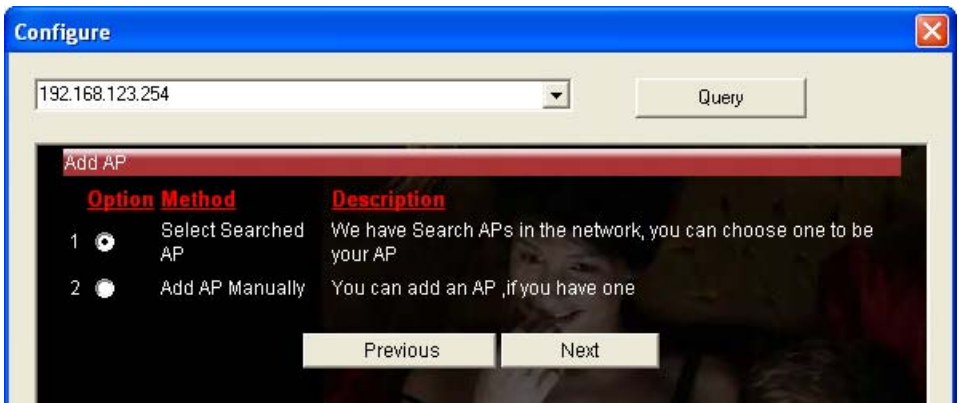 Configure
192.168.123.254
Query
Add AP
Option Method Description
1 Select Searched AP We have Search APs in the network, you can choose one to be your AP
2 Add AP Manually You can add an AP ,if you have one
Previous Next